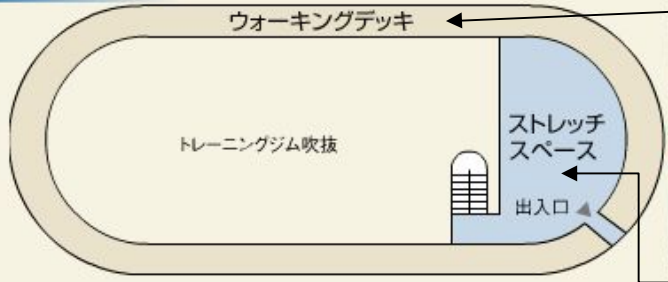 ウォーキングデッキ
トレーニングジム吹抜
ストレッチ
スペース
出入口